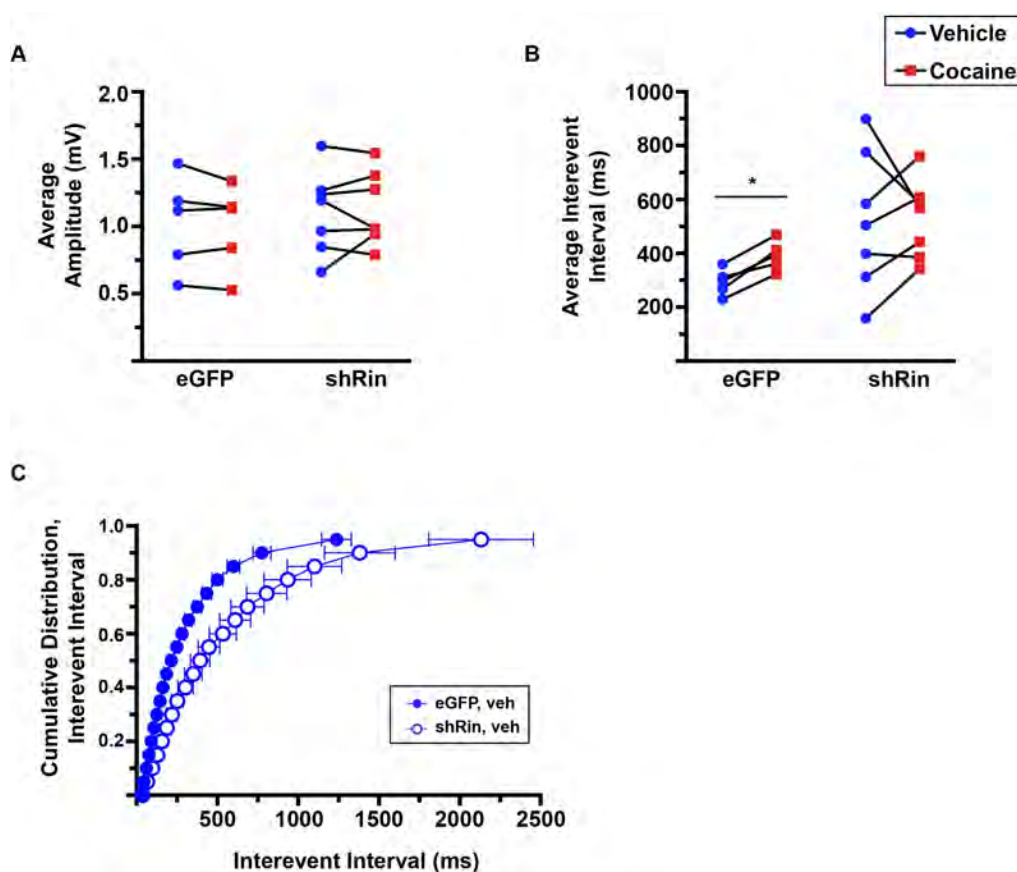 A
Average
Amplitude (mV)
2.0
1.5
1.0
0.5
eGFP
shRin
B
Vehicle
Cocaine
Average Interevent
Interval (ms)
1000
800
600
400
200
*
eGFP
shRin
C
Cumulative Distribution,
Interevent Interval
1.0
0.8
0.6
0.4
0.2
eGFP, veh
shRin, veh
500
1000
1500
2000
2500
Interevent Interval (ms)